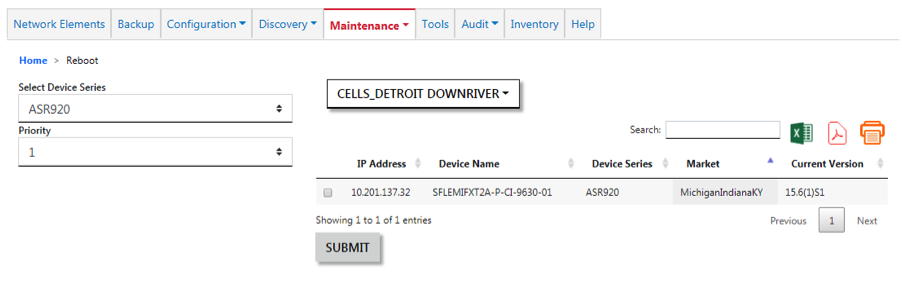 Network Elements Backup Configuration Discovery Maintenance Tools Audit Inventory Help
Home > Reboot
Select Device Series
ASR920
Priority
1
CELLS_DETROIT DOWNRIVER
Search:
IP Address Device Name Device Series Market Current Version
10.201.137.32 SFLEMIFXT2A-P-CI-9630-01 ASR920 MichiganIndianaKY 15.6(1)S1
Showing 1 to 1 of 1 entries
Previous 1 Next
SUBMIT